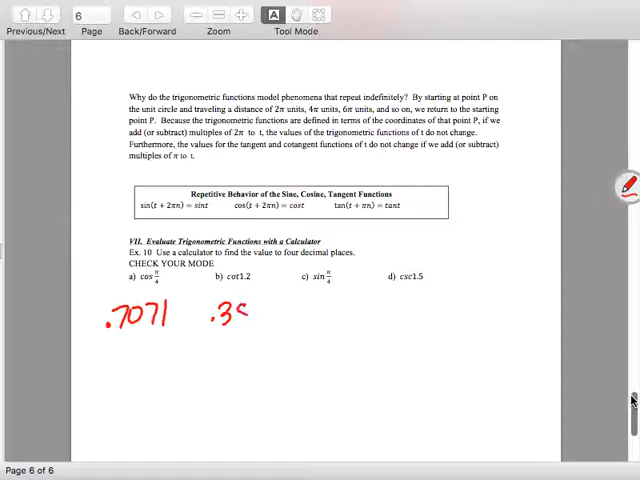 6
Previous/Next Page Back/Forward Zoom Tool Mode
Why do the trigonometric functions model phenomena that repeat indefinitely? By starting at point P on
the unit circle and traveling a distance of 2π units, 4π units, 6π units, and so on, we return to the starting
point P. Because the trigonometric functions are defined in terms of the coordinates of that point P, if we
add (or subtract) multiples of 2π to t, the values of the trigonometric functions of t do not change.
Furthermore, the values for the tangent and cotangent functions of t do not change if we add (or subtract)
multiples of π to t.
Repetitive Behavior of the Sine, Cosine, Tangent Functions
sin(t + 2πn) = sint cos(t + 2πn) = cost tan(t + πn) = tant
VII. Evaluate Trigonometric Functions with a Calculator
Ex. 10 Use a calculator to find the value to four decimal places.
CHECK YOUR MODE
a) cos π/4 b) cot1.2 c) sin π/4 d) csc1.5
.7071 .3
Page 6 of 6